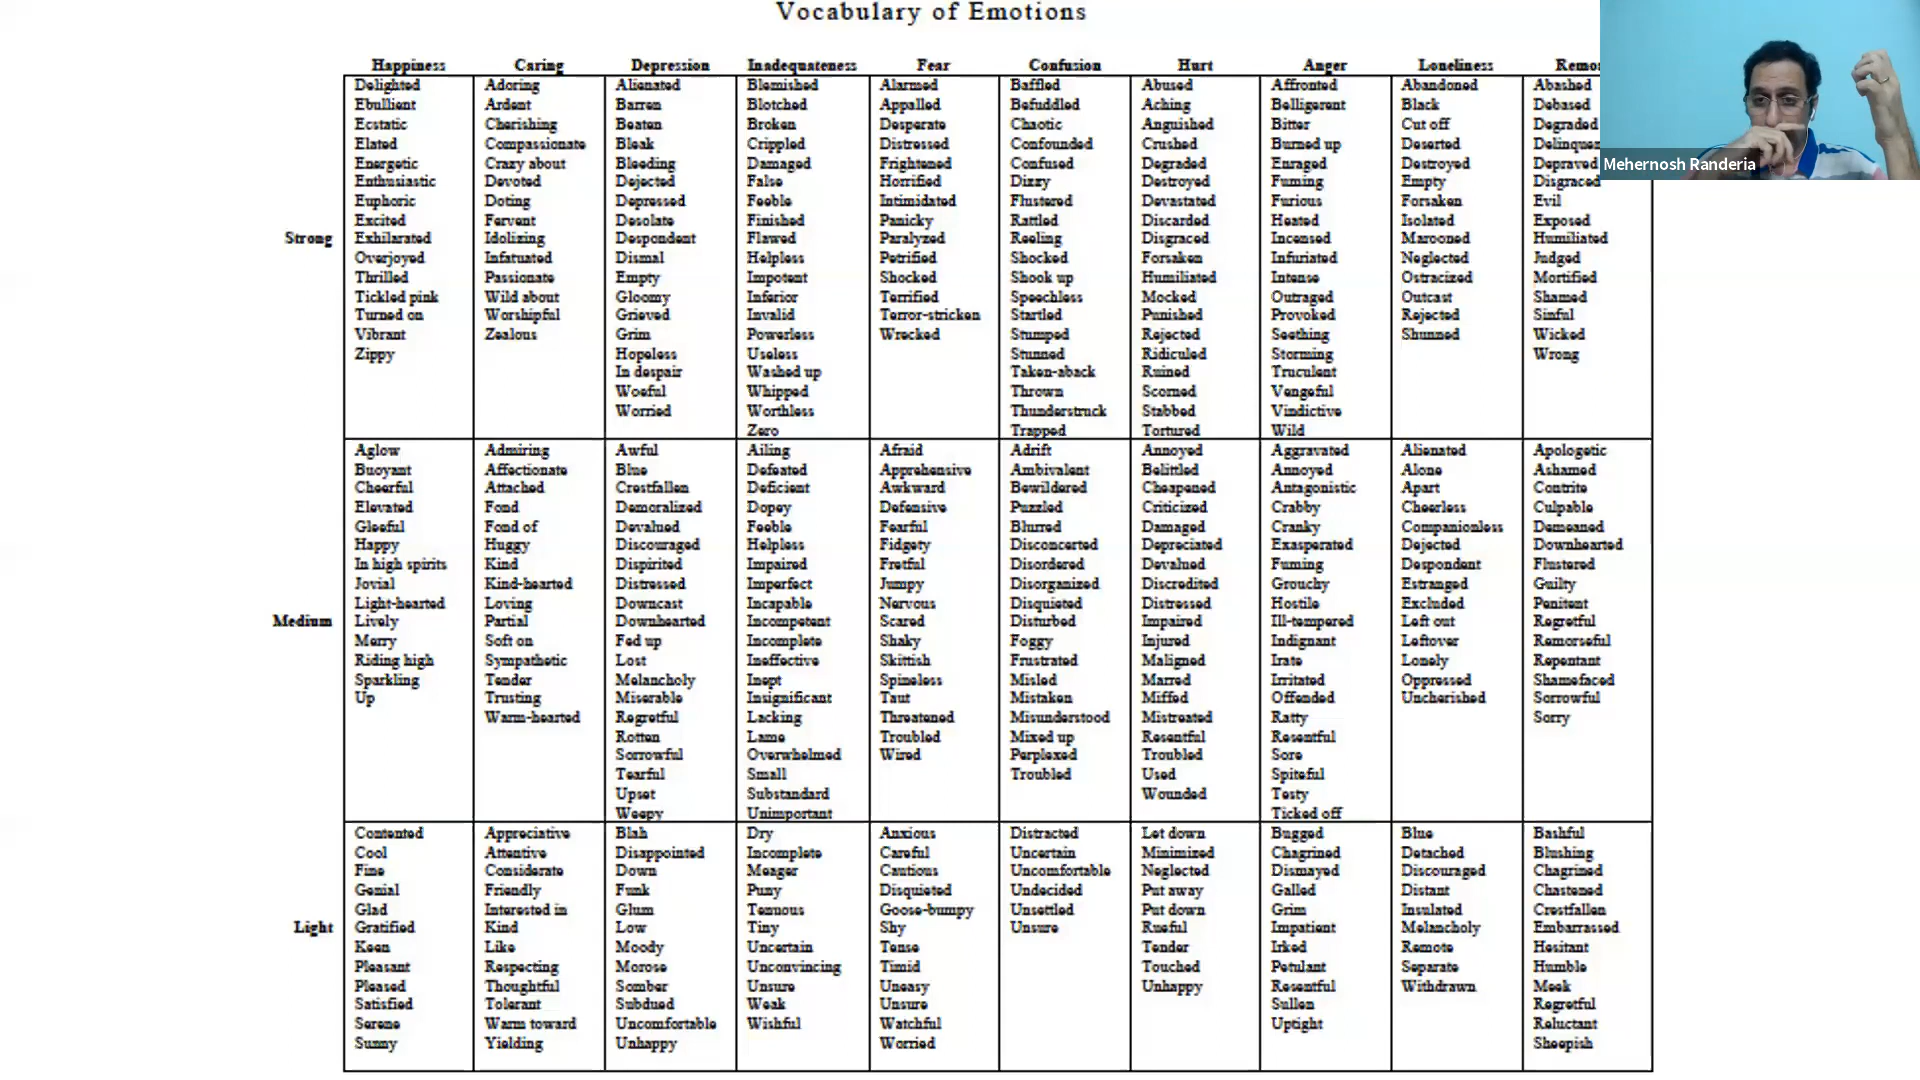 Vocabulary of Emotions
Mehernosh Randeria
Happiness Caring Depression Inadequateness Fear Confusion Hurt Anger Loneliness
Delighted Adoring Alienated Blemished Alarmed Baffled Abused Affronted Abandoned Abashed
Ebullient Ardent Barren Blotched Appalled Befuddled Aching Belligerent Black Debased
Ecstatic Cherishing Beaten Broken Desperate Chaotic Anguished Bitter Cut off Degraded
Elated Compassionate Bleak Crippled Distressed Confounded Crushed Burned up Deserted
Energetic Crazy about Bleeding Damaged Frightened Confused Degraded Enraged Destroyed Depraved
Enthusiastic Devoted Dejected False Horrified Dizzy Destroyed Fuming Empty Disgraced
Euphoric Doting Depressed Feeble Intimidated Flustered Devastated Furious Forsaken Evil
Excited Fervent Desolate Finished Panicky Rattled Discarded Heated Isolated Exposed
Strong Exhilarated Idolizing Despondent Flawed Paralyzed Reeling Disgraced Incensed Marooned Humiliated
Overjoyed Infatuated Dismal Helpless Petrified Shocked Forsaken Infuriated Neglected Judged
Thrilled Passionate Empty Impotent Shocked Shook up Humiliated Intense Ostracized Mortified
Tickled pink Wild about Gloomy Inferior Terrified Speechless Mocked Outraged Outcast Shamed
Turned on Worshipful Grieved Invalid Terror-stricken Startled Punished Provoked Rejected Sinful
Vibrant Zealous Grim Powerless Wrecked Stumped Rejected Seething Shunned Wicked
Zippy Hopeless Useless Stunned Ridiculed Storming Wrong
In despair Washed up Taken-aback Ruined Truculent
Woeful Whipped Thrown Scorned Vengeful
Worried Worthless Thunderstruck Stabbed Vindictive
Zero Trapped Tortured Wild
Aglow Admiring Awful Ailing Afraid Adrift Annoyed Aggravated Alienated Apologetic
Buoyant Affectionate Blue Defeated Apprehensive Ambivalent Belittled Annoyed Alone Ashamed
Cheerful Attached Crestfallen Deficient Awkward Bewildered Cheapened Antagonistic Apart Contrite
Elevated Fond Demoralized Dopey Defensive Puzzled Criticized Crabby Cheerless Culpable
Gleeful Fond of Devalued Feeble Fearful Blurred Damaged Cranky Companionless Demeaned
Happy Huggy Discouraged Helpless Fidgety Disconcerted Depreciated Exasperated Dejected Downhearted
In high spirits Kind Dispirited Impaired Fretful Disordered Devalued Fuming Despondent Flustered
Jovial Kind-hearted Distressed Imperfect Jumpy Disorganized Discredited Grouchy Estranged Guilty
Light-hearted Loving Downcast Incapable Nervous Disquieted Distressed Hostile Excluded Penitent
Medium Lively Partial Downhearted Incompetent Scared Disturbed Impaired Ill-tempered Left out Regretful
Merry Soft on Fed up Incomplete Shaky Foggy Injured Indignant Leftover Remorseful
Riding high Sympathetic Lost Ineffective Skittish Frustrated Maligned Irate Lonely Repentant
Sparkling Tender Melancholy Inept Spineless Misled Marred Irritated Oppressed Shamefaced
Up Trusting Miserable Insignificant Taut Mistaken Miffed Offended Uncherished Sorrowful
Warm-hearted Regretful Lacking Threatened Misunderstood Mistreated Ratty Sorry
Rotten Lame Troubled Mixed up Resentful Resentful
Sorrowful Overwhelmed Wired Perplexed Troubled Sore
Tearful Small Troubled Used Spiteful
Upset Substandard Wounded Testy
Weepy Unimportant Ticked off
Contented Appreciative Blah Dry Anxious Distracted Let down Bugged Blue Bashful
Cool Attentive Disappointed Incomplete Careful Uncertain Minimized Chagrined Detached Blushing
Fine Considerate Down Meager Cautious Uncomfortable Neglected Dismayed Discouraged Chagrined
Genial Friendly Funk Puny Disquieted Undecided Put away Galled Distant Chastened
Glad Interested in Glum Tenuous Goose-bumpy Unsettled Put down Grim Insulated Crestfallen
Light Gratified Kind Low Tiny Shy Unsure Rueful Impatient Melancholy Embarrassed
Keen Like Moody Uncertain Tense Tender Irked Remote Hesitant
Pleasant Respecting Morose Unconvincing Timid Touched Petulant Separate Humble
Pleased Thoughtful Somber Unsure Uneasy Unhappy Resentful Withdrawn Meek
Satisfied Tolerant Subdued Weak Unsure Sullen Regretful
Serene Warm toward Uncomfortable Wishful Watchful Uptight Reluctant
Sunny Yielding Unhappy Worried Sheepish